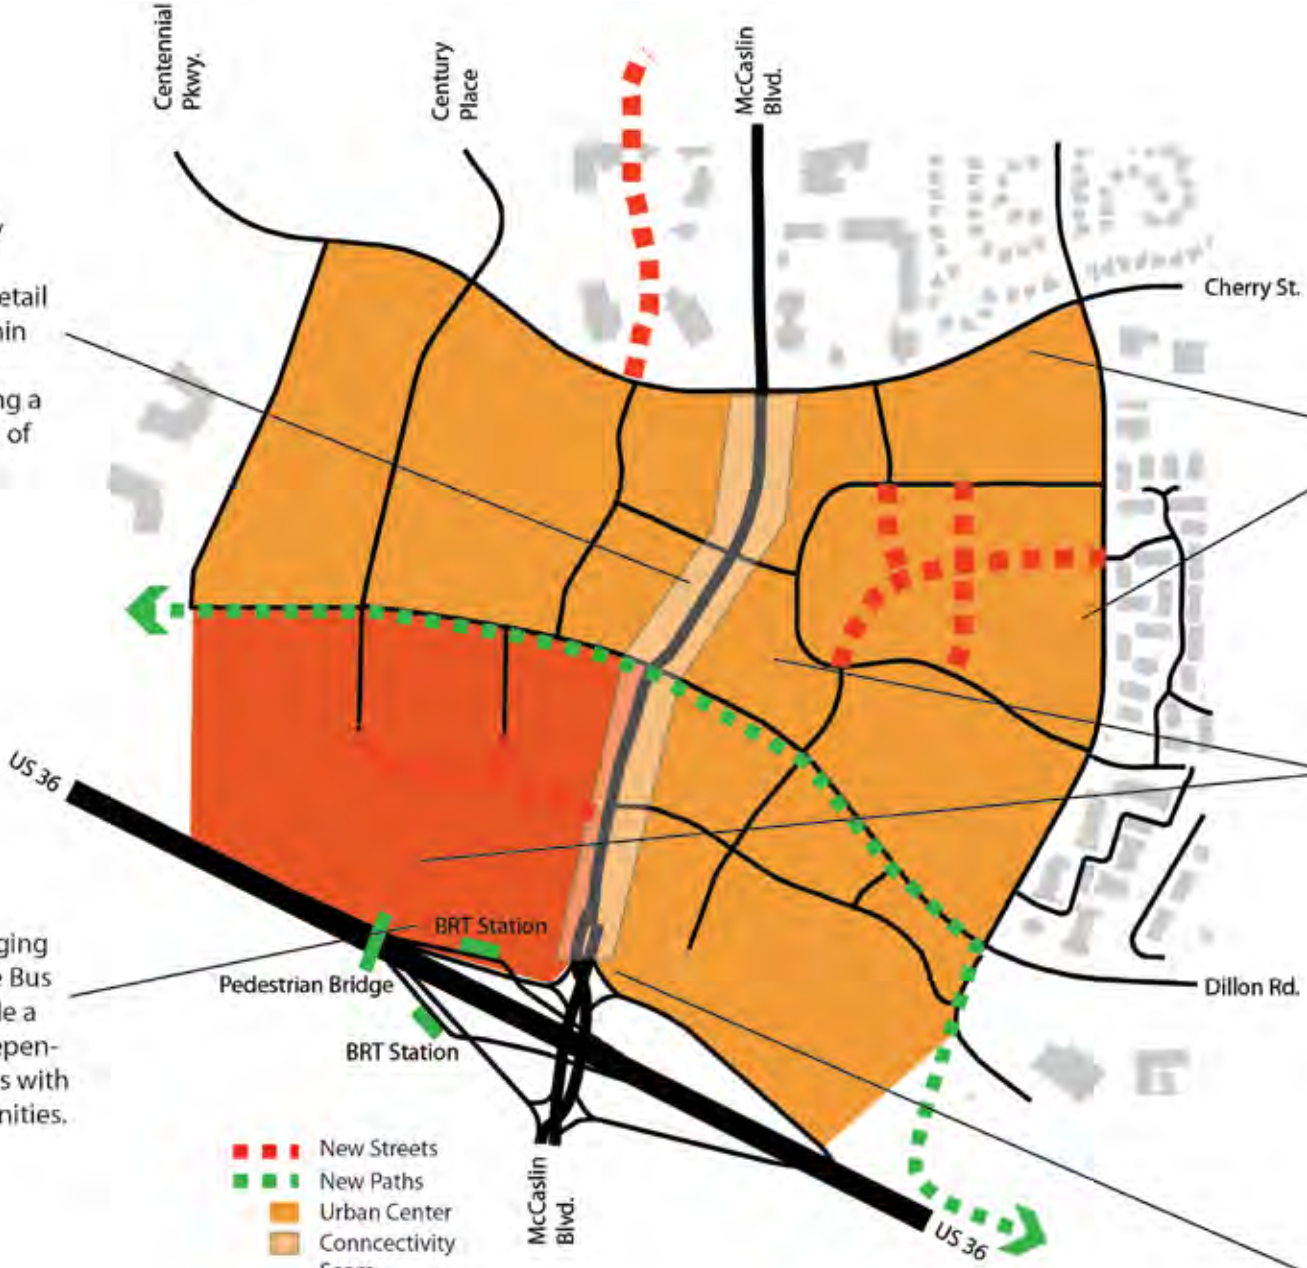 Centennial
Pkwy.
Century
Place
McCaslin
Blvd.
Cherry St.
etail
ng a
of
US 36
ging
Bus
le a
epen-
s with
nities.
BRT Station
Pedestrian Bridge
BRT Station
Dillon Rd.
New Streets
New Paths
Urban Center
Conncectivity
McCaslin
Blvd.
US 36